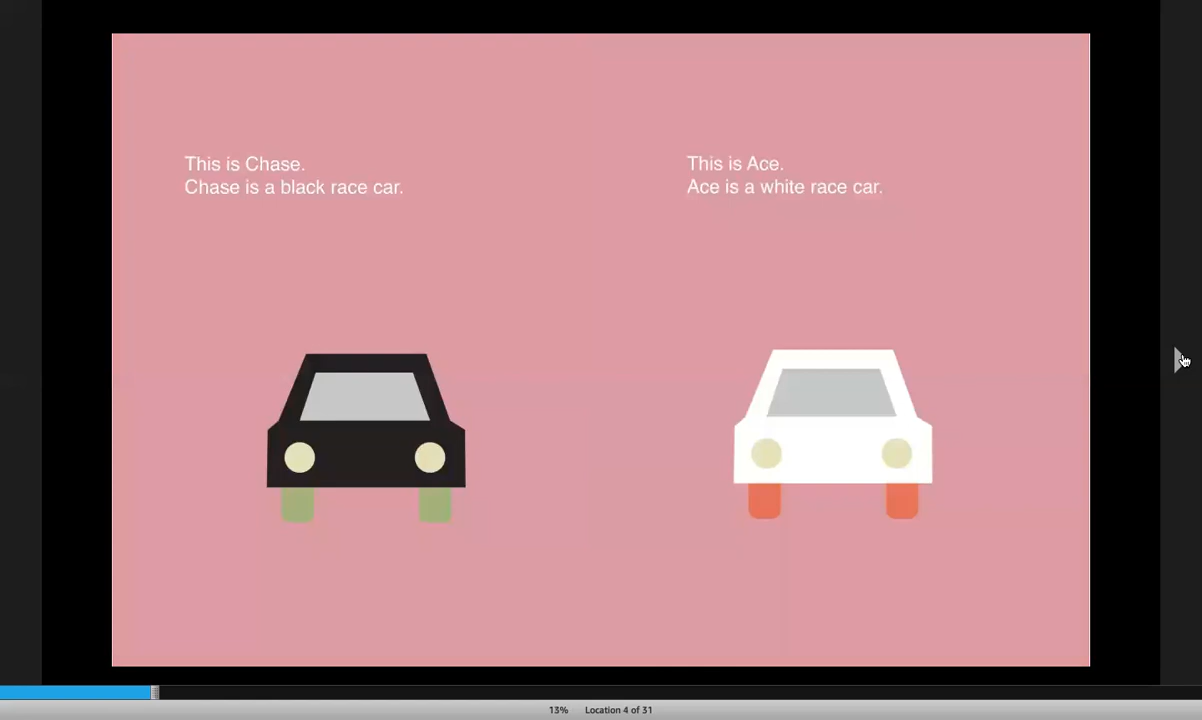 This is Chase.
Chase is a black race car.
This is Ace.
Ace is a white race car.
13% Location 4 of 31